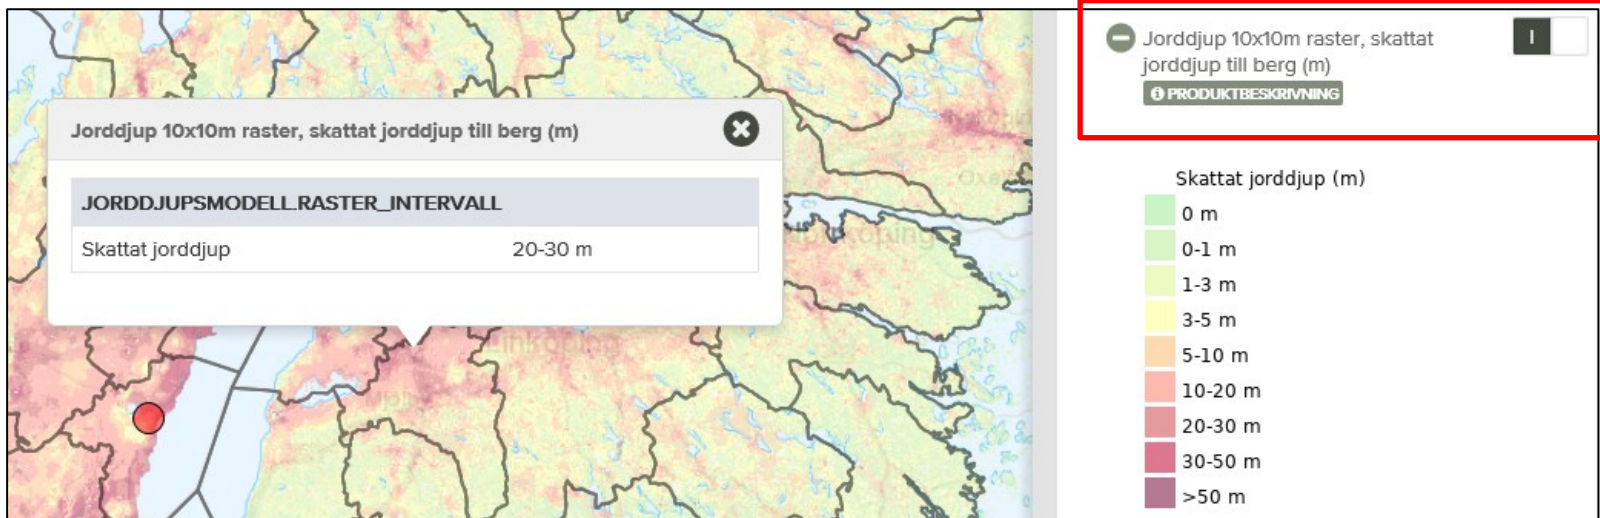 Jorddjup 10x10m raster, skattat
jorddjup till berg (m)
PRODUKTBESKRIVNING
Jorddjup 10x10m raster, skattat jorddjup till berg (m)
JORDDJUPSMODELL.RASTER_INTERVALL
Skattat jorddjup 20-30 m
Linköping
Skattat jorddjup (m)
0 m
0-1 m
1-3 m
3-5 m
5-10 m
10-20 m
20-30 m
30-50 m
>50 m